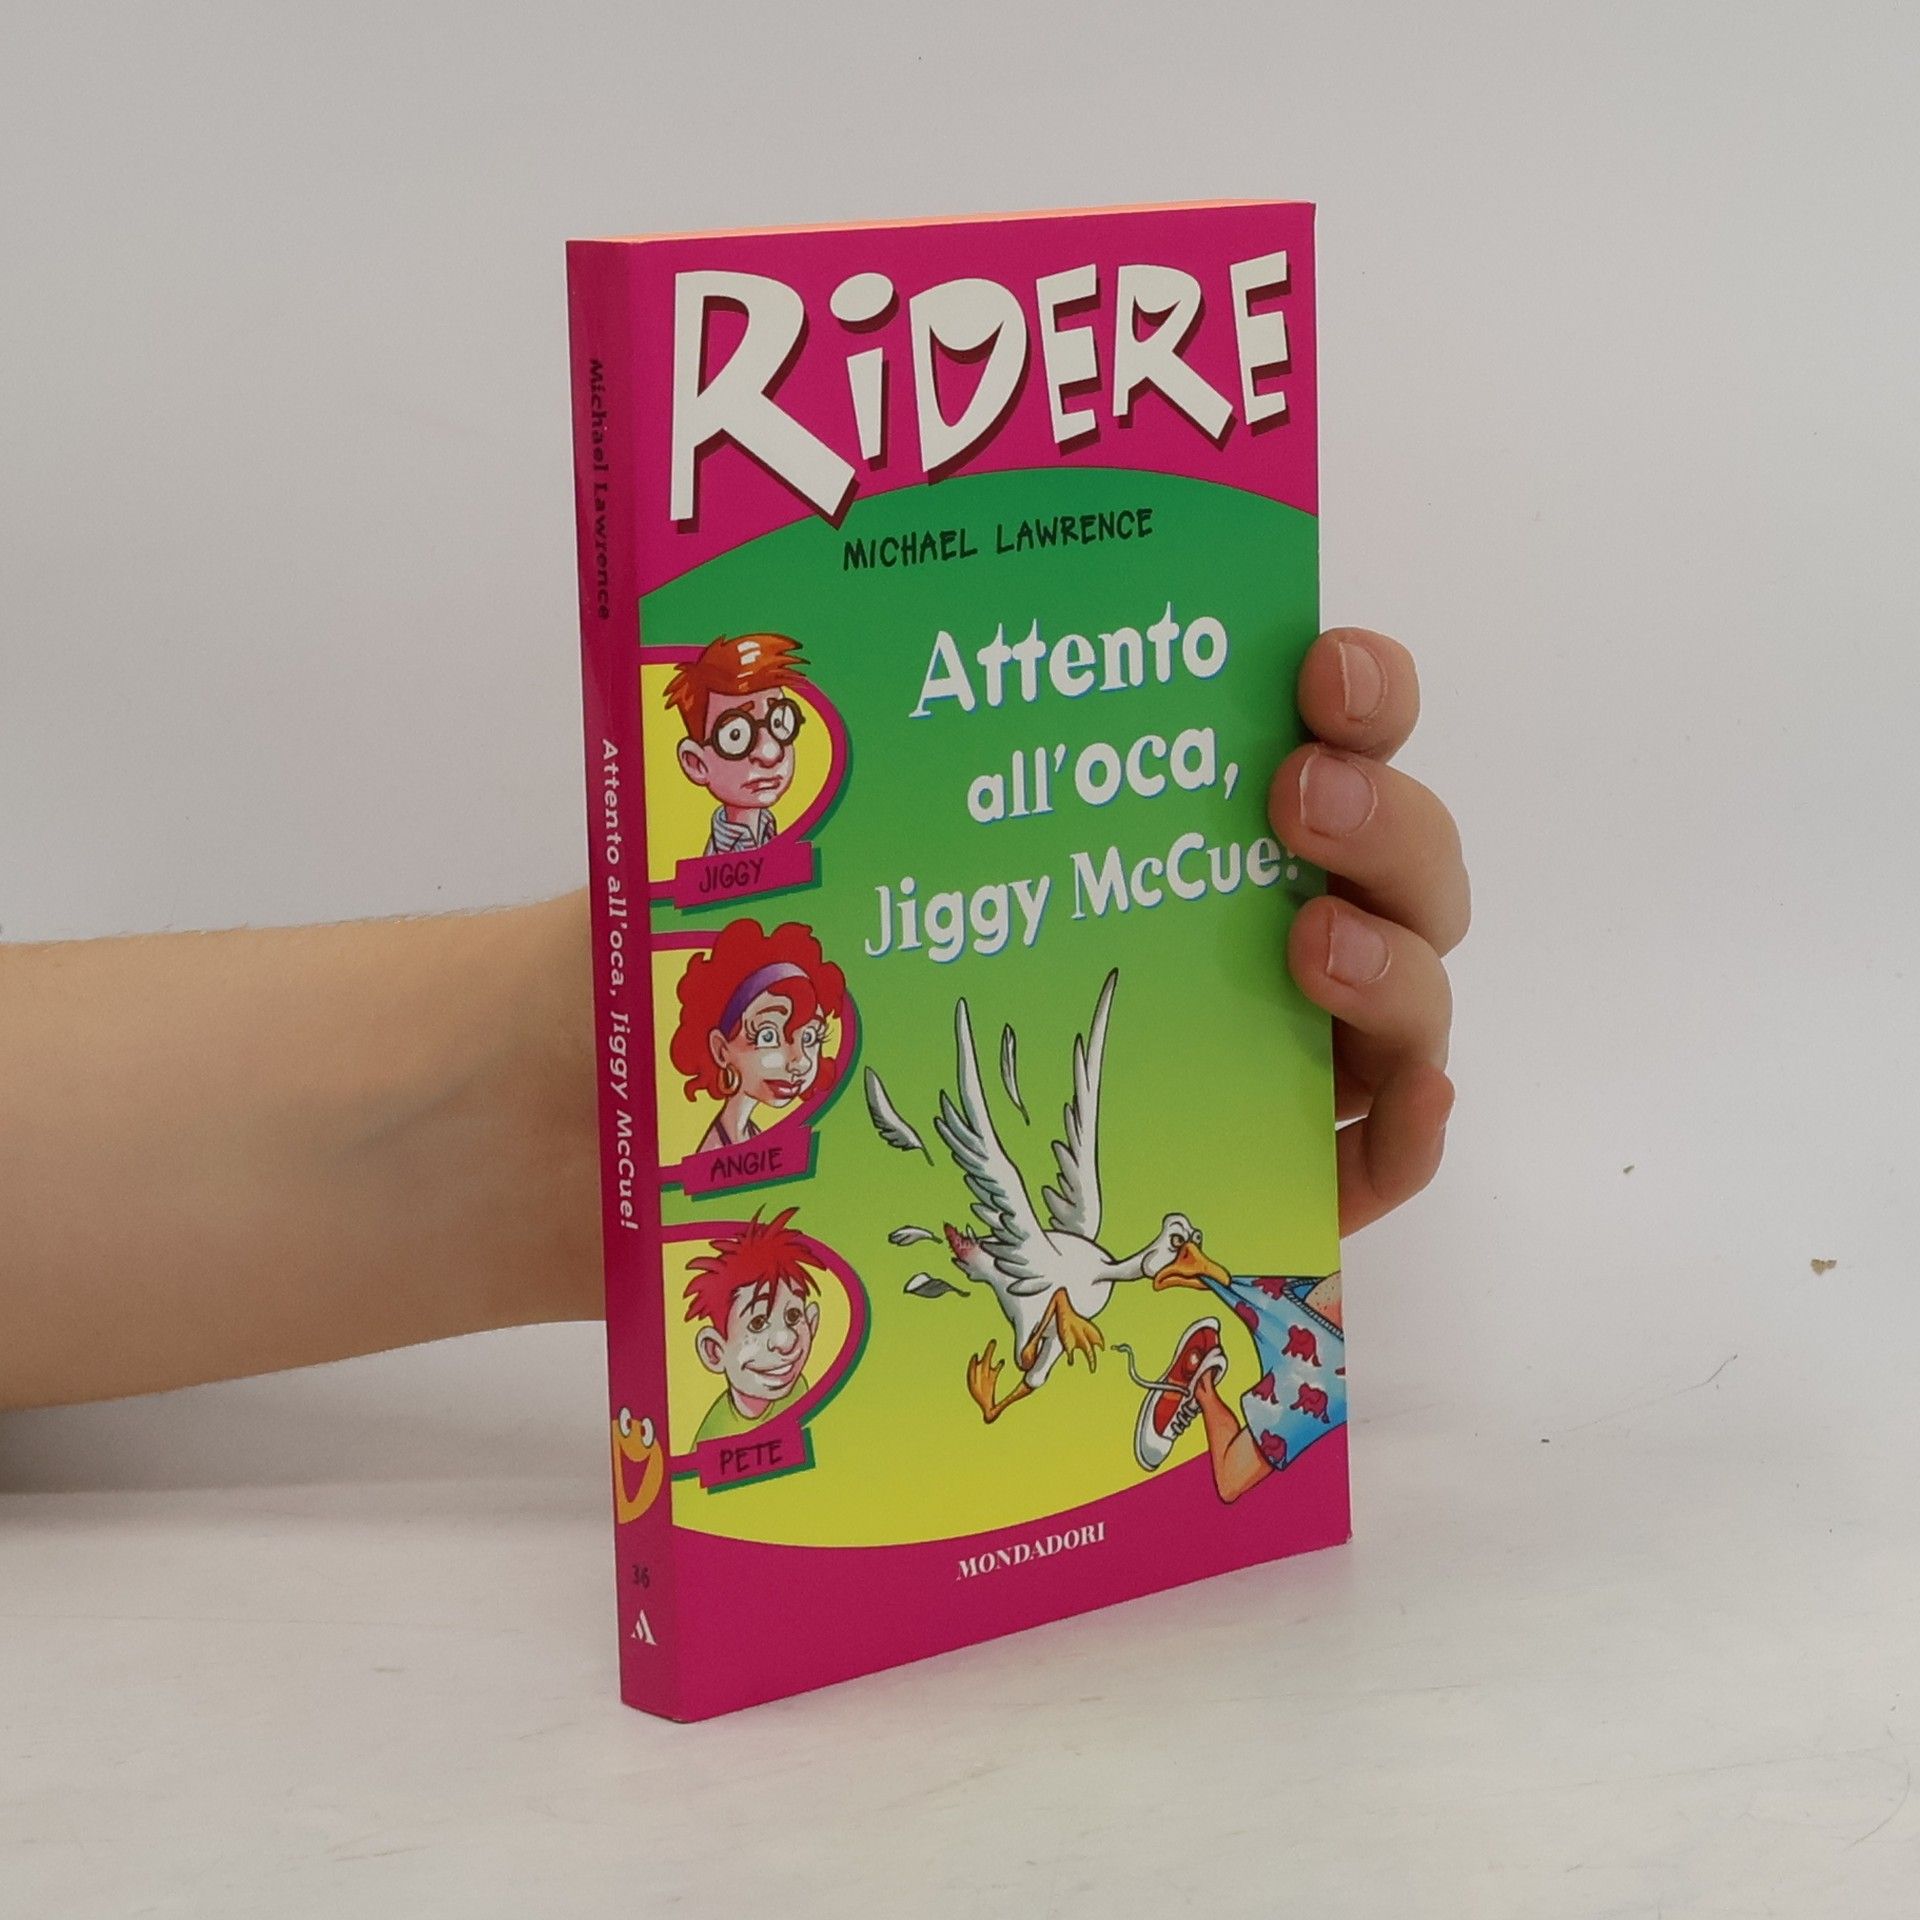 RiDERE
MICHAEL LAWRENCE
Attento
all'oca,
Jiggy McCue!
JIGGY
ANGIE
PETE
MONDADORI
Michael Lawrence
Attento all'oca, Jiggy McCue!
36